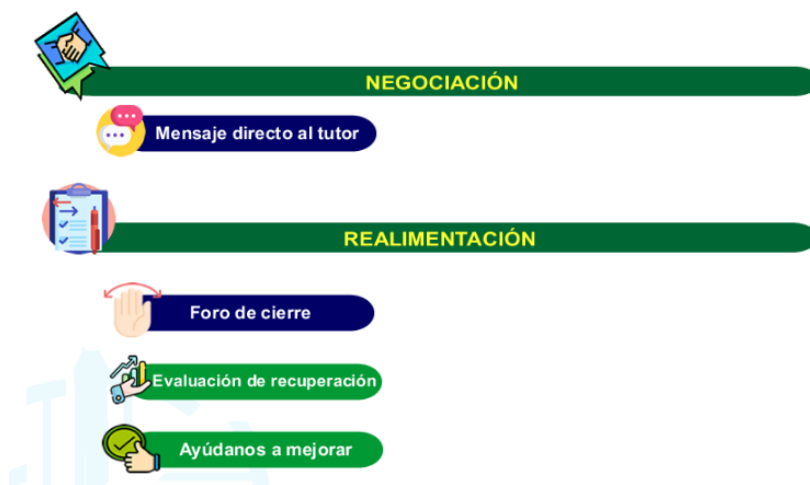 NEGOCIACIÓN
Mensaje directo al tutor
REALIMENTACIÓN
Foro de cierre
Evaluación de recuperación
Ayúdanos a mejorar